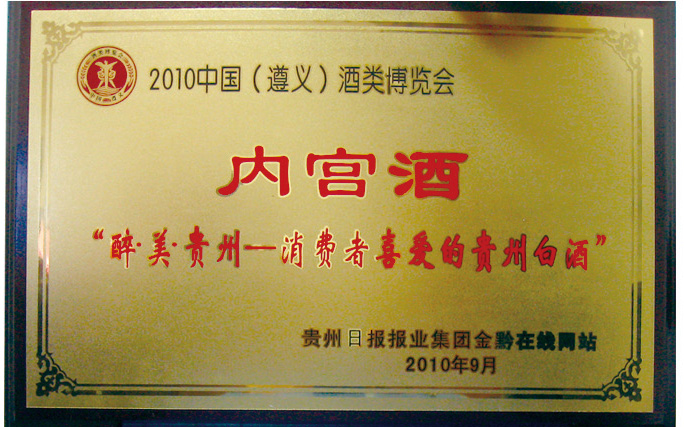 2010中国（遵义）酒类博览会
内宫酒
“醉·美·贵州—消费者喜爱的贵州白酒”
贵州日报报业集团金黔在线网站
2010年9月